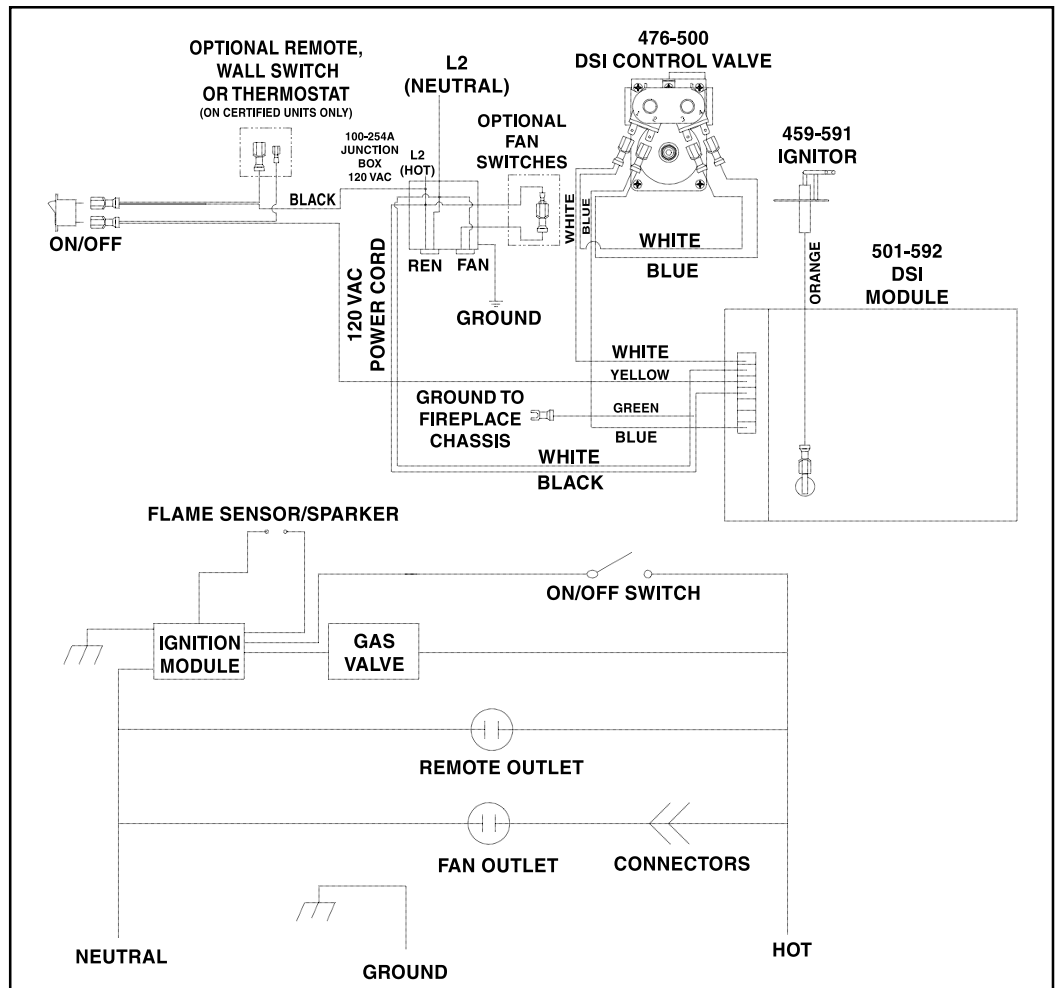 OPTIONAL REMOTE,
WALL SWITCH
OR THERMOSTAT
(ON CERTIFIED UNITS ONLY)
L2
(NEUTRAL)
476-500
DSI CONTROL VALVE
100-254A
JUNCTION
BOX
120 VAC
L2
(HOT)
OPTIONAL
FAN
SWITCHES
459-591
IGNITOR
BLACK
ON/OFF
REN
FAN
GROUND
120 VAC
POWER CORD
WHITE
BLUE
WHITE
BLUE
ORANGE
501-592
DSI
MODULE
WHITE
YELLOW
GROUND TO
FIREPLACE
CHASSIS
GREEN
BLUE
WHITE
BLACK
FLAME SENSOR/SPARKER
ON/OFF SWITCH
IGNITION
MODULE
GAS
VALVE
REMOTE OUTLET
FAN OUTLET
CONNECTORS
NEUTRAL
GROUND
HOT